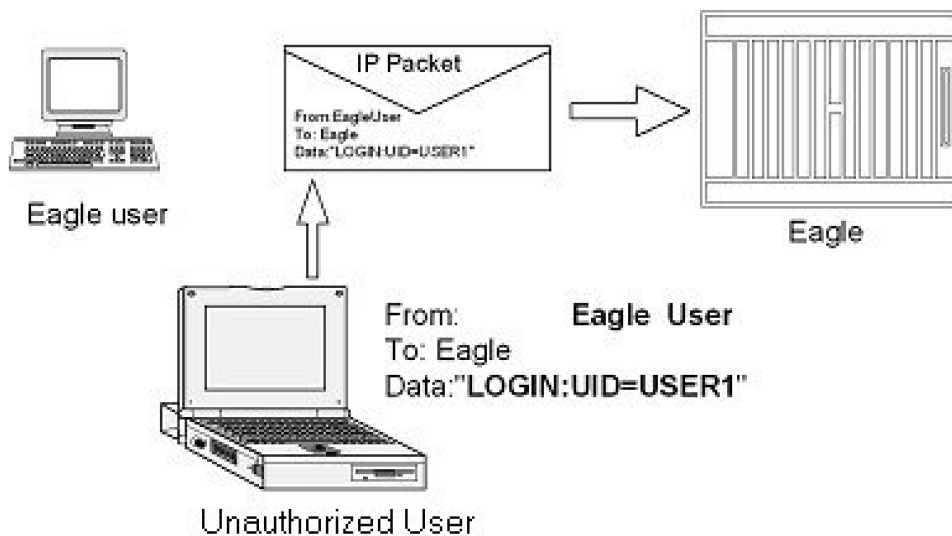 IP Packet
From:EagleUser
To: Eagle
Data:"LOGIN:UID=USER1"
Eagle user
Eagle
From: Eagle User
To: Eagle
Data:"LOGIN:UID=USER1"
Unauthorized User